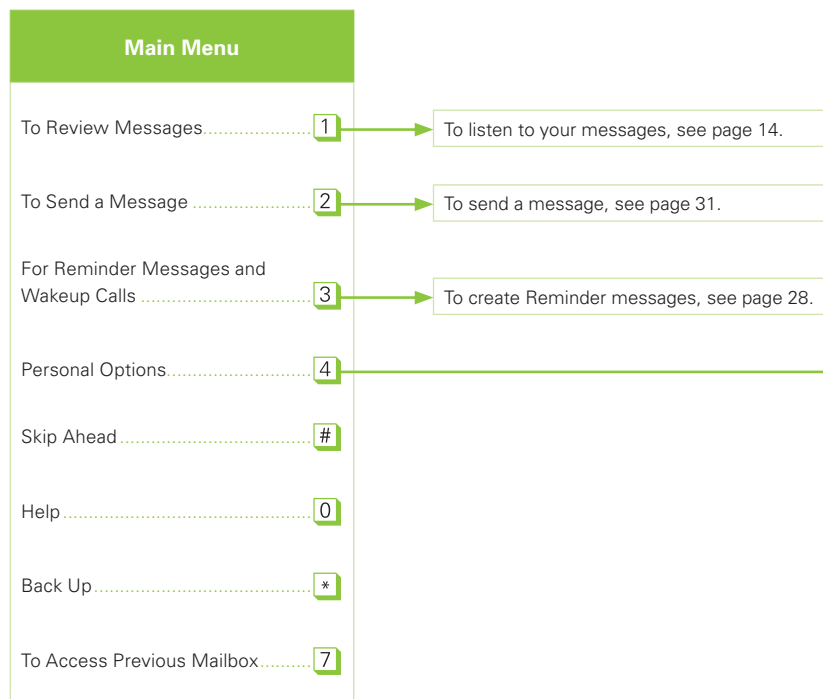 Main Menu
To Review Messages..................... 1
To listen to your messages, see page 14.
To Send a Message ....................... 2
To send a message, see page 31.
For Reminder Messages and
Wakeup Calls ................................. 3
To create Reminder messages, see page 28.
Personal Options............................ 4
Skip Ahead..................................... #
Help................................................ 0
Back Up.......................................... *
To Access Previous Mailbox.......... 7